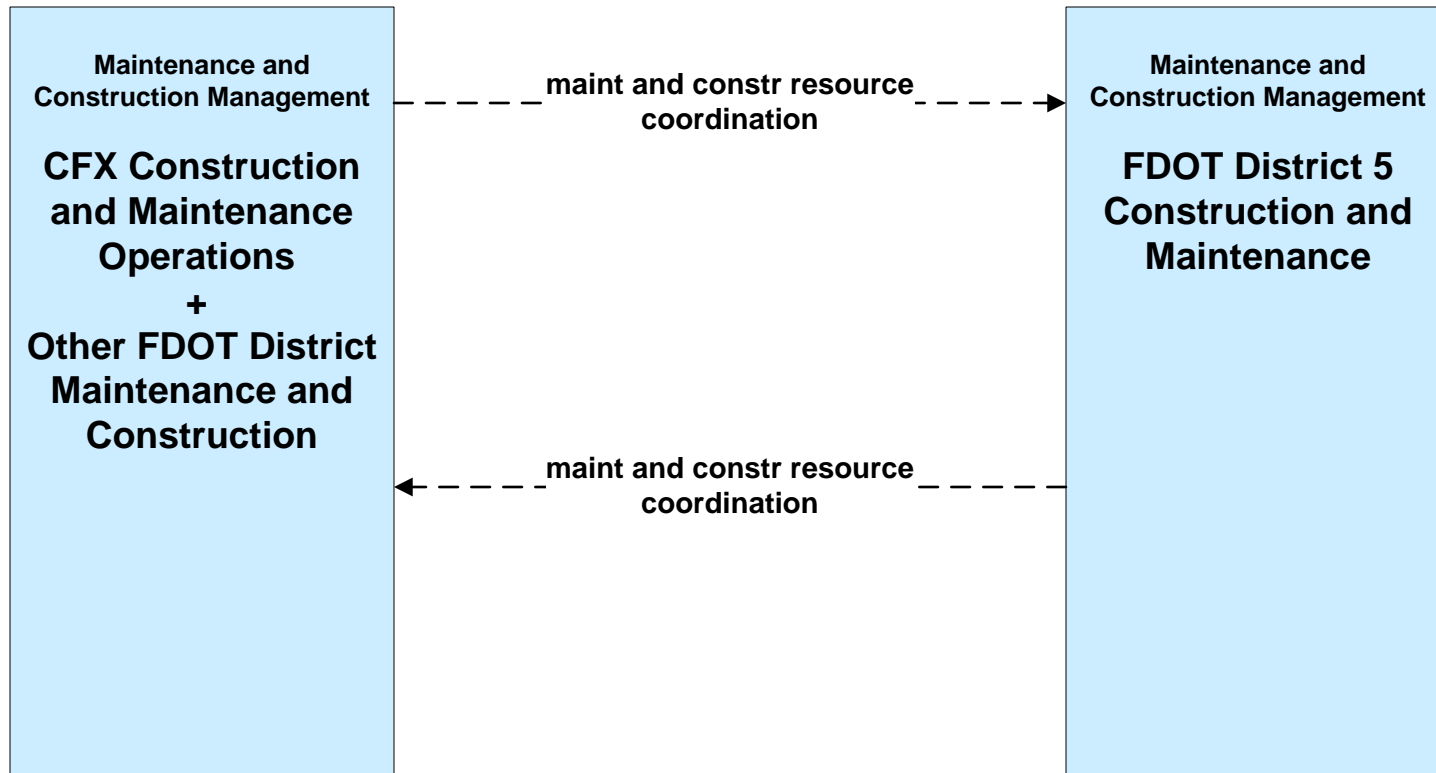 Maintenance and
Construction Management
CFX Construction
and Maintenance
Operations
+
Other FDOT District
Maintenance and
Construction
maint and constr resource
coordination
maint and constr resource
coordination
Maintenance and
Construction Management
FDOT District 5
Construction and
Maintenance